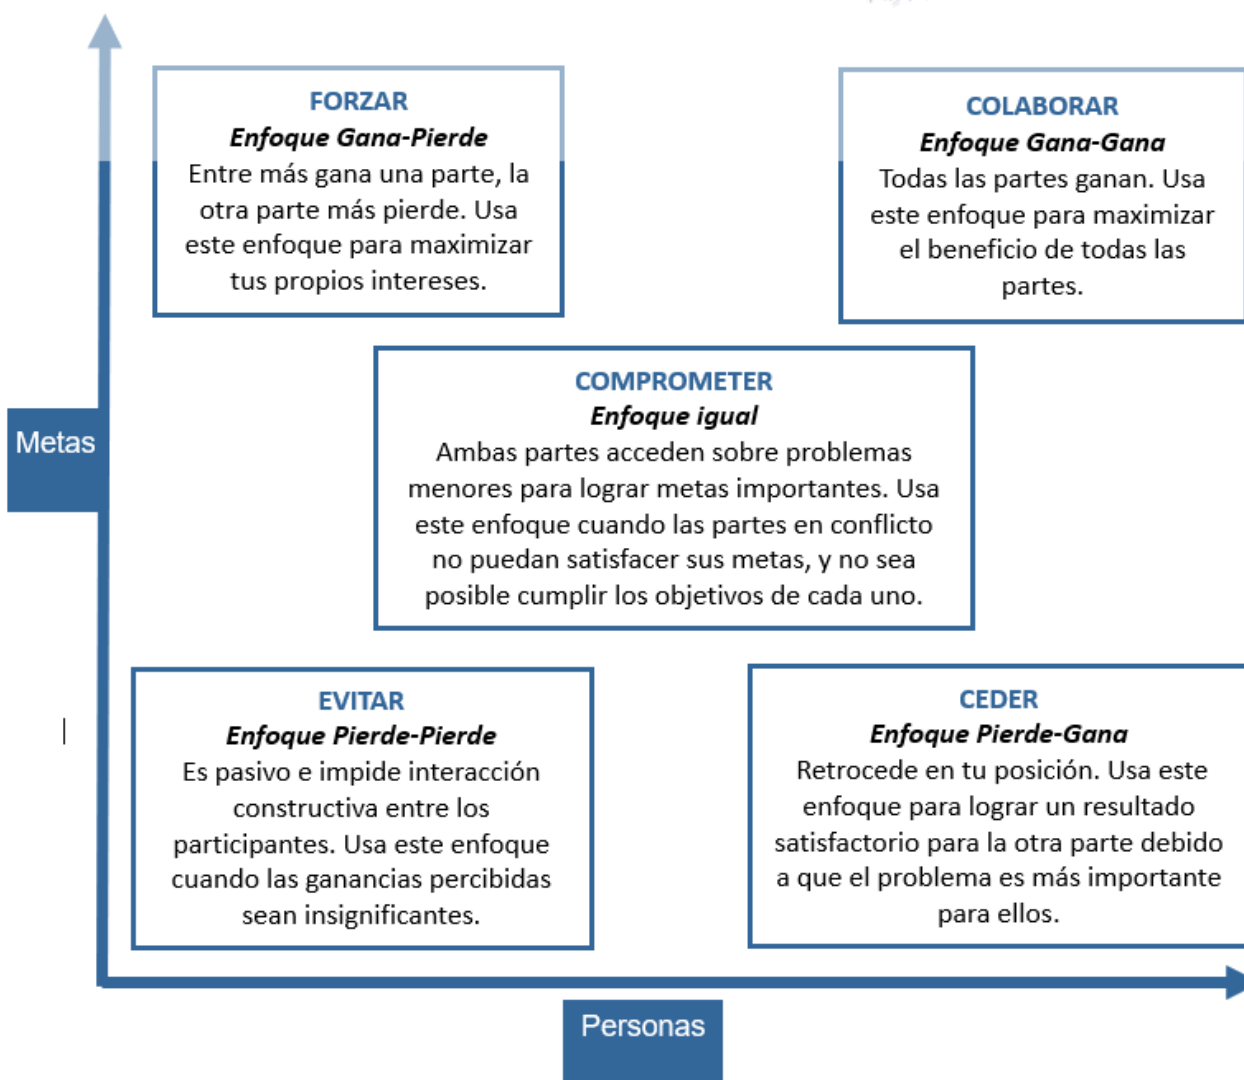 FORZAR
Enfoque Gana-Pierde
Entre más gana una parte, la
otra parte más pierde. Usa
este enfoque para maximizar
tus propios intereses.
COLABORAR
Enfoque Gana-Gana
Todas las partes ganan. Usa
este enfoque para maximizar
el beneficio de todas las
partes.
COMPROMETER
Enfoque igual
Ambas partes acceden sobre problemas
menores para lograr metas importantes. Usa
este enfoque cuando las partes en conflicto
no puedan satisfacer sus metas, y no sea
posible cumplir los objetivos de cada uno.
Metas
EVITAR
Enfoque Pierde-Pierde
Es pasivo e impide interacción
constructiva entre los
participantes. Usa este enfoque
cuando las ganancias percibidas
sean insignificantes.
CEDER
Enfoque Pierde-Gana
Retrocede en tu posición. Usa este
enfoque para lograr un resultado
satisfactorio para la otra parte debido
a que el problema es más importante
para ellos.
Personas